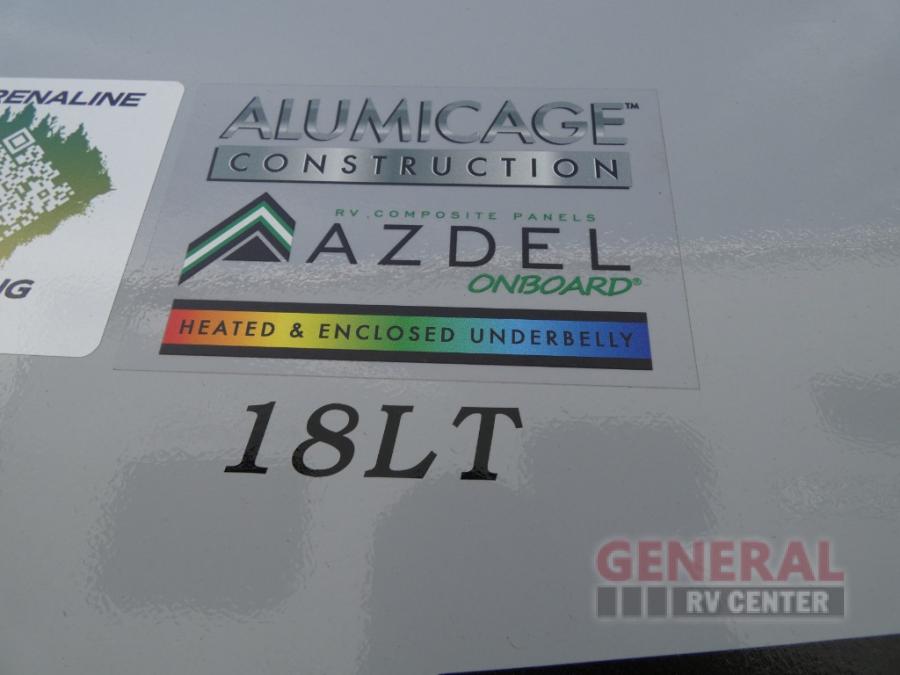 RENALINE
NG
ALUMICAGE™
CONSTRUCTION
RV COMPOSITE PANELS
AZDEL
ONBOARD®
HEATED & ENCLOSED UNDERBELLY
18LT
GENERAL
RV CENTER